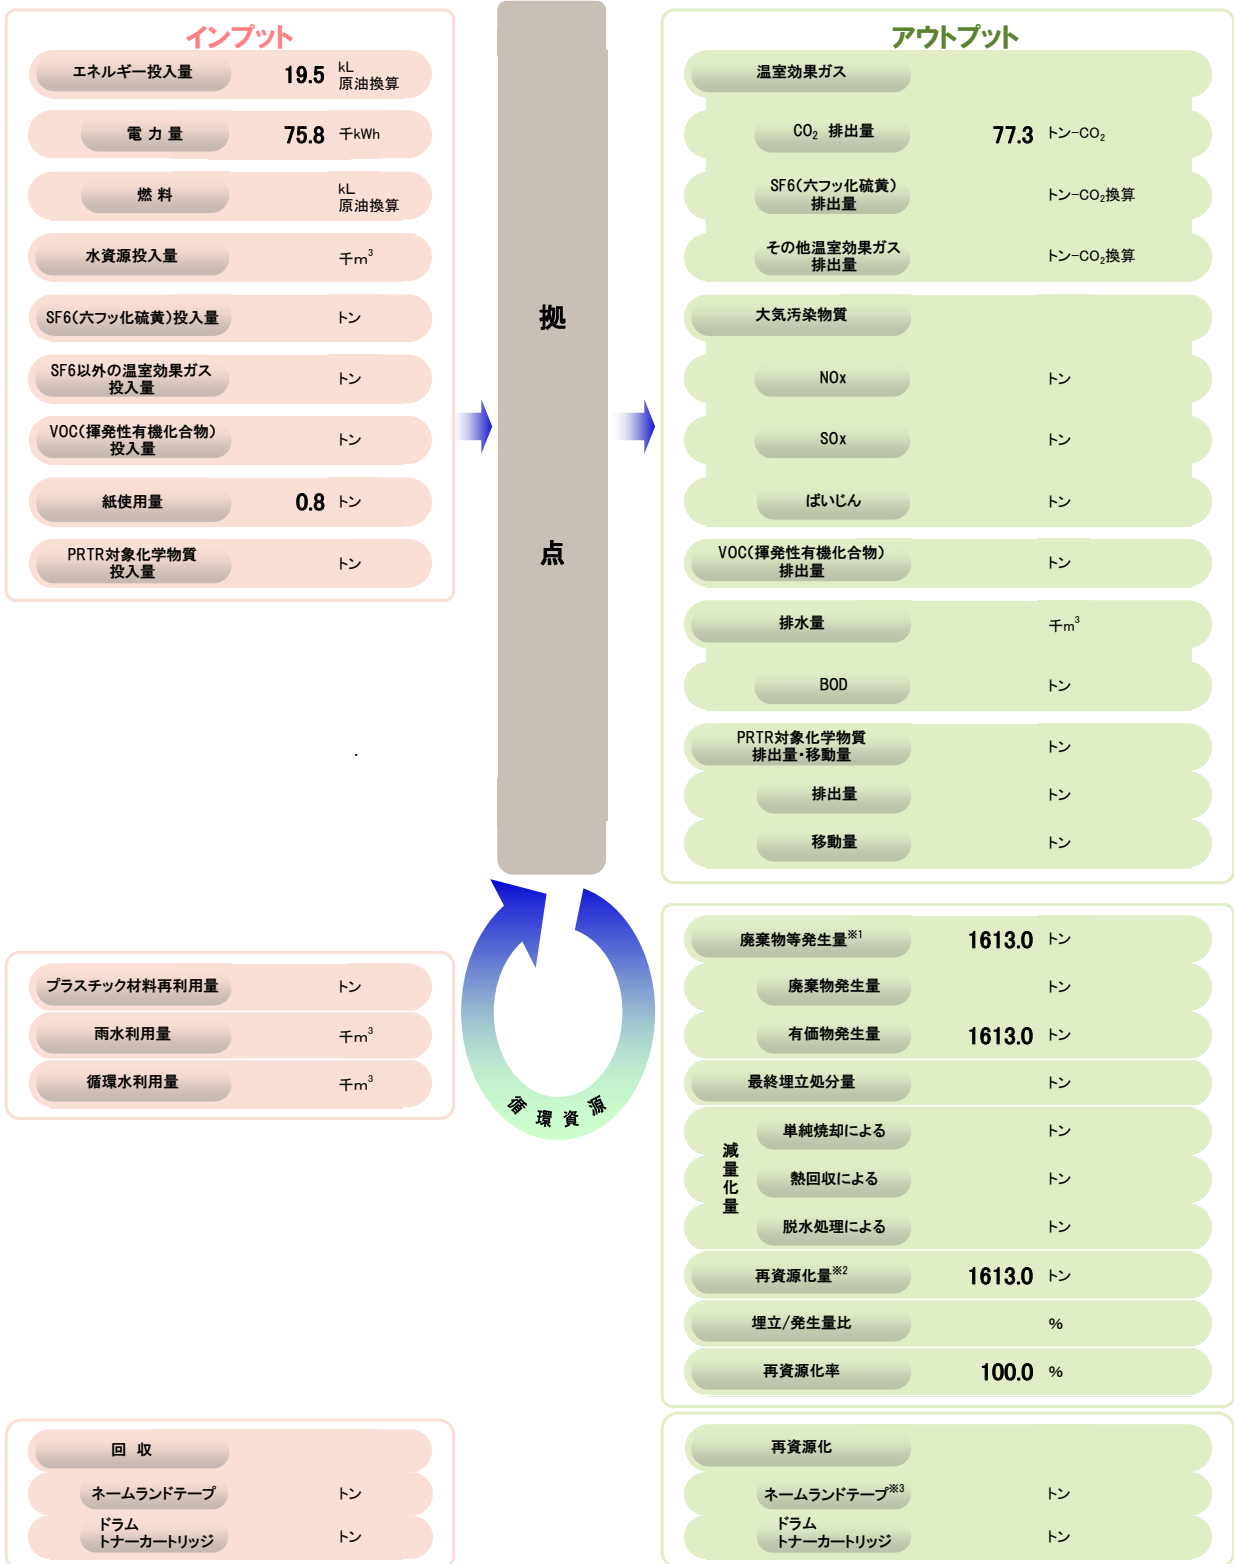 インプット
エネルギー投入量 19.5 kL 原油換算
電 力 量 75.8 千kWh
燃 料 kL 原油換算
水資源投入量 千m³
SF6(六フッ化硫黄)投入量 トン
SF6以外の温室効果ガス
投入量 トン
VOC(揮発性有機化合物)
投入量 トン
紙使用量 0.8 トン
PRTR対象化学物質
投入量 トン
拠
点
アウトプット
温室効果ガス
CO₂ 排出量 77.3 トン-CO₂
SF6(六フッ化硫黄)
排出量 トン-CO₂換算
その他温室効果ガス
排出量 トン-CO₂換算
大気汚染物質
NOx トン
SOx トン
ばいじん トン
VOC(揮発性有機化合物)
排出量 トン
排水量 千m³
BOD トン
PRTR対象化学物質
排出量・移動量 トン
排出量 トン
移動量 トン
プラスチック材料再利用量 トン
雨水利用量 千m³
循環水利用量 千m³
循環資源
廃棄物等発生量※1 1613.0 トン
廃棄物発生量 トン
有価物発生量 1613.0 トン
最終埋立処分量 トン
減量化量
単純焼却による トン
熱回収による トン
脱水処理による トン
再資源化量※2 1613.0 トン
埋立/発生量比 %
再資源化率 100.0 %
回 収
ネームランドテープ トン
ドラム
トナーカートリッジ トン
再資源化
ネームランドテープ※3 トン
ドラム
トナーカートリッジ トン